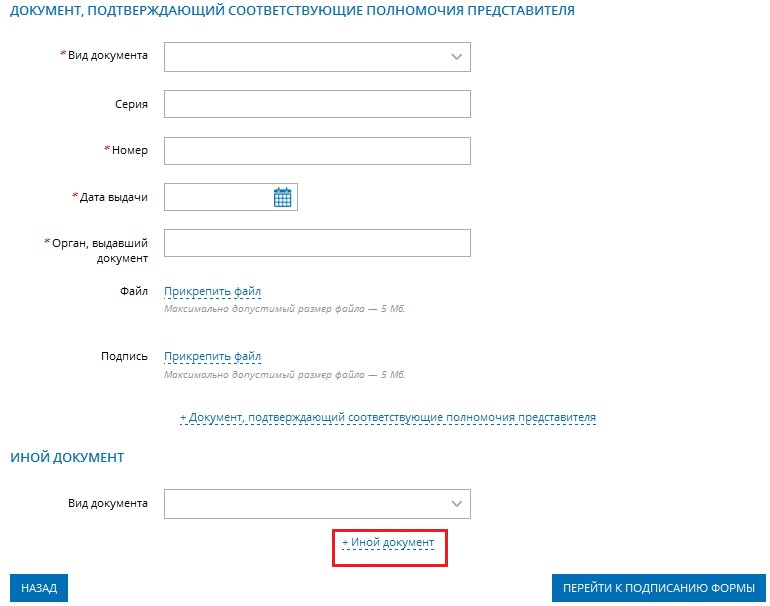 ДОКУМЕНТ, ПОДТВЕРЖДАЮЩИЙ СООТВЕТСТВУЮЩИЕ ПОЛНОМОЧИЯ ПРЕДСТАВИТЕЛЯ
* Вид документа
Серия
* Номер
* Дата выдачи
* Орган, выдавший
документ
Файл Прикрепить файл
Максимально допустимый размер файла — 5 Мб.
Подпись Прикрепить файл
Максимально допустимый размер файла — 5 Мб.
+ Документ, подтверждающий соответствующие полномочия представителя
ИНОЙ ДОКУМЕНТ
Вид документа
+ Иной документ
НАЗАД ПЕРЕЙТИ К ПОДПИСАНИЮ ФОРМЫ